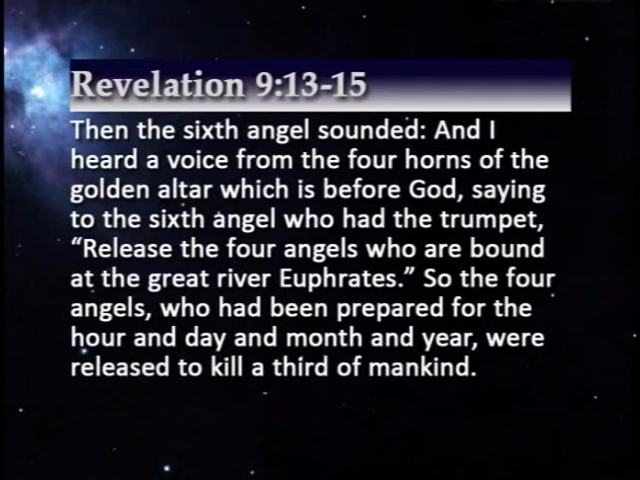 Revelation 9:13-15
Then the sixth angel sounded: And I
heard a voice from the four horns of the
golden altar which is before God, saying
to the sixth angel who had the trumpet,
“Release the four angels who are bound
at the great river Euphrates.” So the four
angels, who had been prepared for the
hour and day and month and year, were
released to kill a third of mankind.